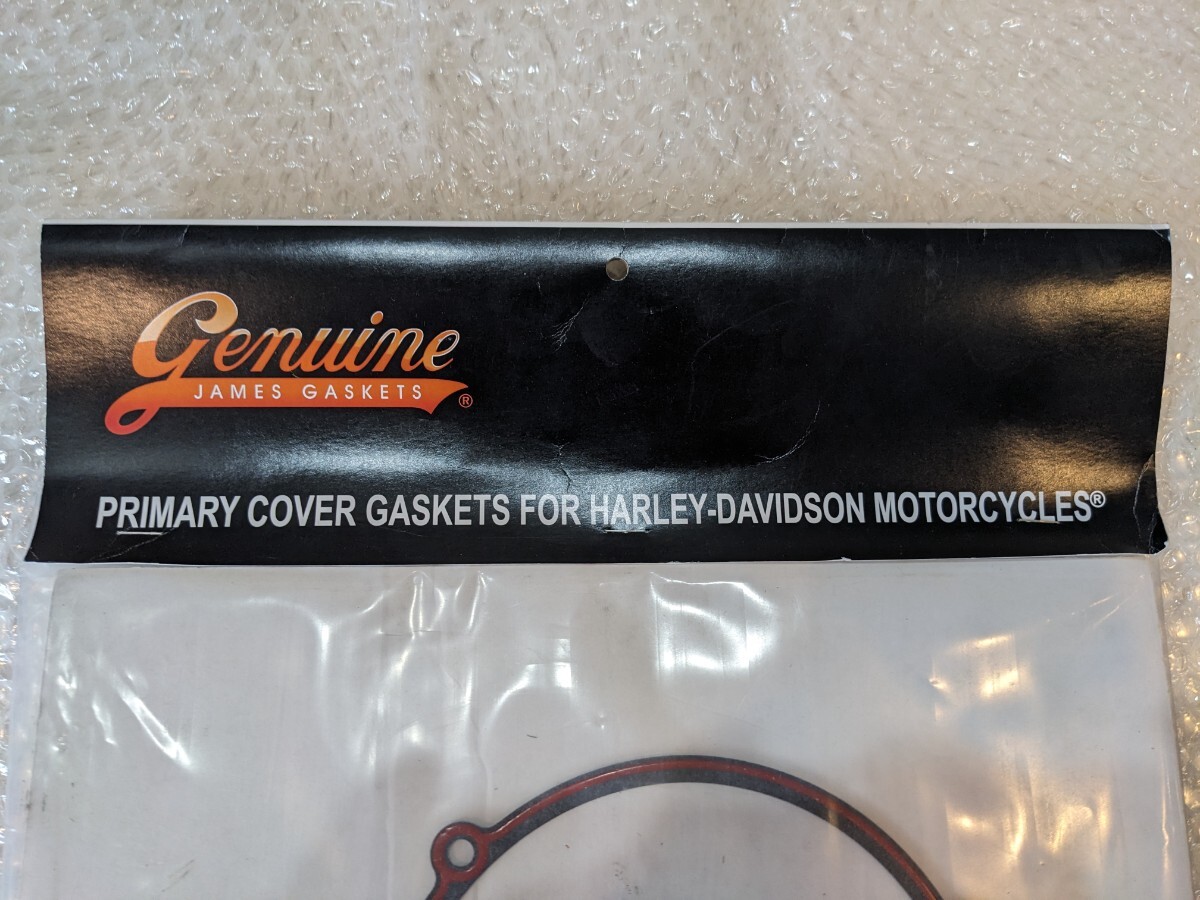 Genuine
JAMES GASKETS ®
PRIMARY COVER GASKETS FOR HARLEY-DAVIDSON MOTORCYCLES®